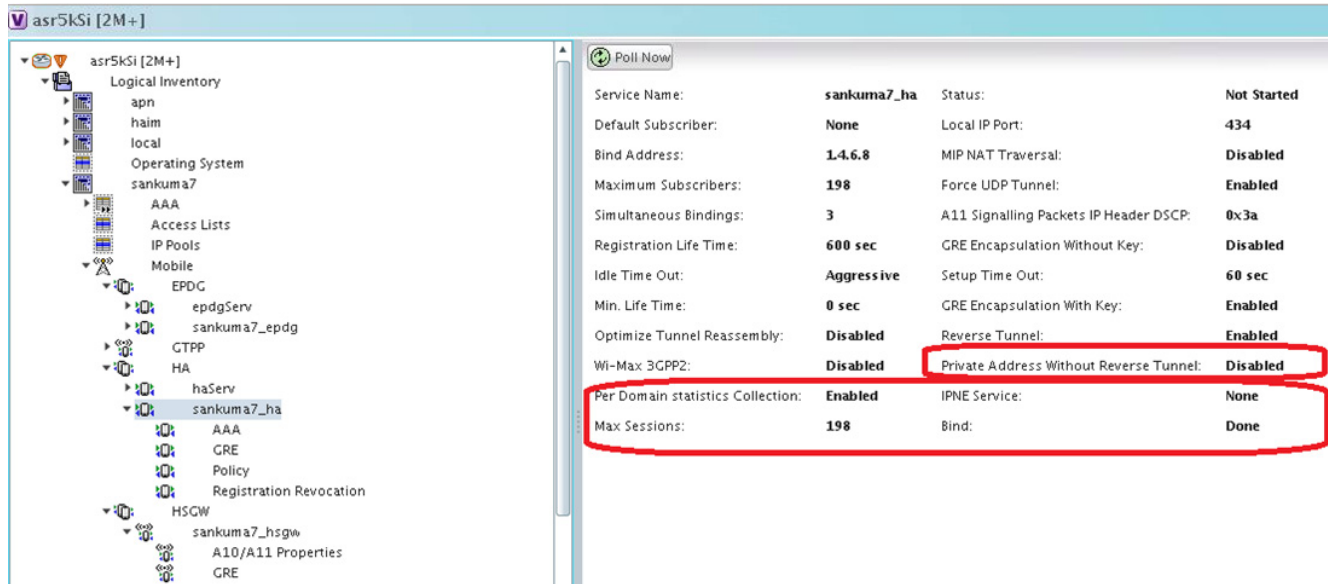 asr5kSi [2M+]
asr5kSi [2M+]
Logical Inventory
apn
haim
local
Operating System
sankuma7
AAA
Access Lists
IP Pools
Mobile
EPDG
epdgServ
sankuma7_epdg
GTPP
HA
haServ
sankuma7_ha
AAA
GRE
Policy
Registration Revocation
HSGW
sankuma7_hsgw
A10/A11 Properties
GRE
Poll Now
Service Name: sankuma7_ha Status: Not Started
Default Subscriber: None Local IP Port: 434
Bind Address: 1.4.6.8 MIP NAT Traversal: Disabled
Maximum Subscribers: 198 Force UDP Tunnel: Enabled
Simultaneous Bindings: 3 A11 Signalling Packets IP Header DSCP: 0x3a
Registration Life Time: 600 sec GRE Encapsulation Without Key: Disabled
Idle Time Out: Aggressive Setup Time Out: 60 sec
Min. Life Time: 0 sec GRE Encapsulation With Key: Enabled
Optimize Tunnel Reassembly: Disabled Reverse Tunnel: Enabled
Wi-Max 3GPP2: Disabled Private Address Without Reverse Tunnel: Disabled
Per Domain statistics Collection: Enabled IPNE Service: None
Max Sessions: 198 Bind: Done